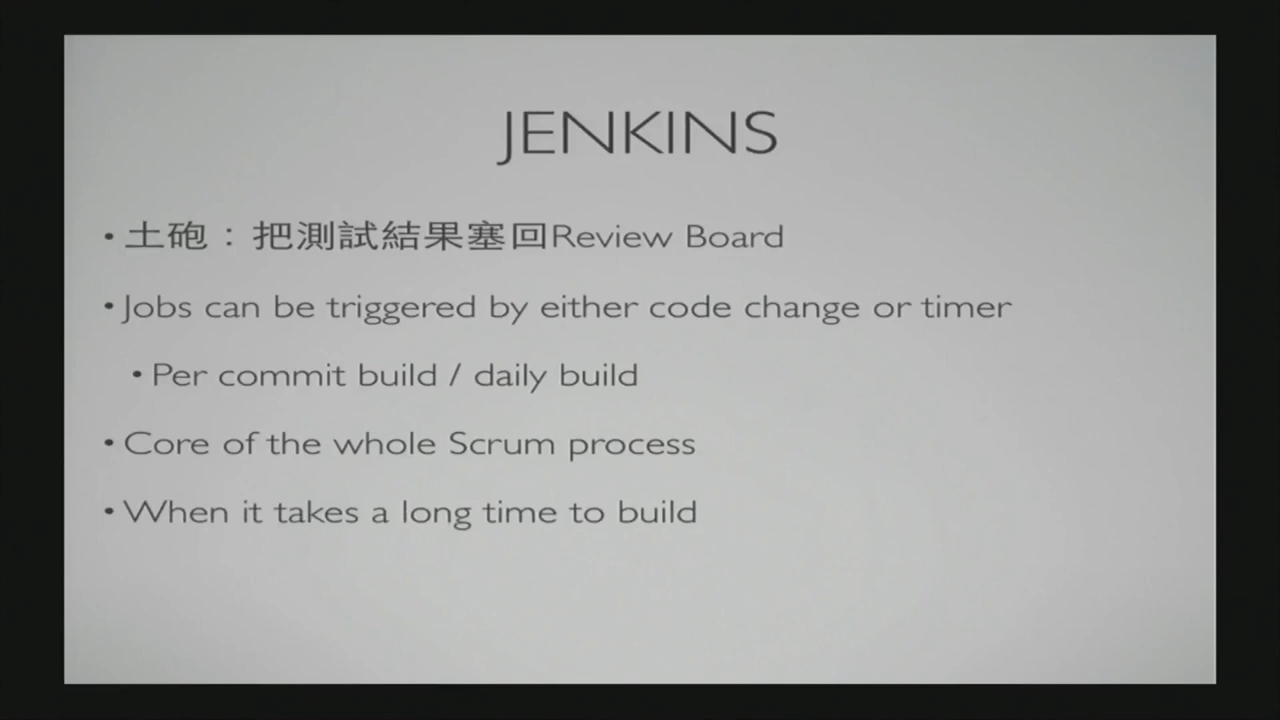 JENKINS
• 土砲：把測試結果塞回Review Board
• Jobs can be triggered by either code change or timer
• Per commit build / daily build
• Core of the whole Scrum process
• When it takes a long time to build